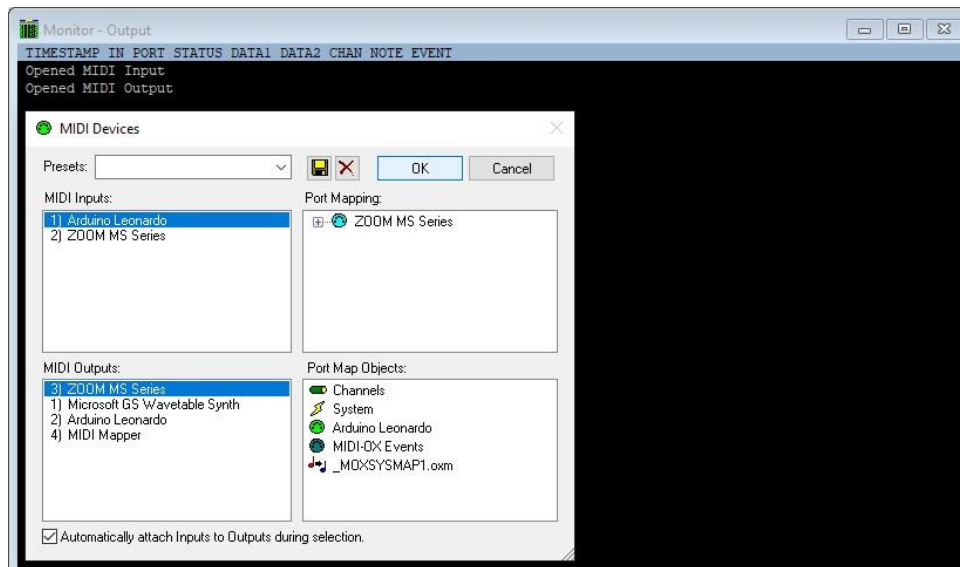 Monitor - Output
TIMESTAMP IN PORT STATUS DATA1 DATA2 CHAN NOTE EVENT
Opened MIDI Input
Opened MIDI Output
MIDI Devices
Presets:
OK
Cancel
MIDI Inputs:
1) Arduino Leonardo
2) ZOOM MS Series
Port Mapping:
ZOOM MS Series
MIDI Outputs:
3) ZOOM MS Series
1) Microsoft GS Wavetable Synth
2) Arduino Leonardo
4) MIDI Mapper
Port Map Objects:
Channels
System
Arduino Leonardo
MIDI-OX Events
_MOXSYSMAP1.oxm
Automatically attach Inputs to Outputs during selection.